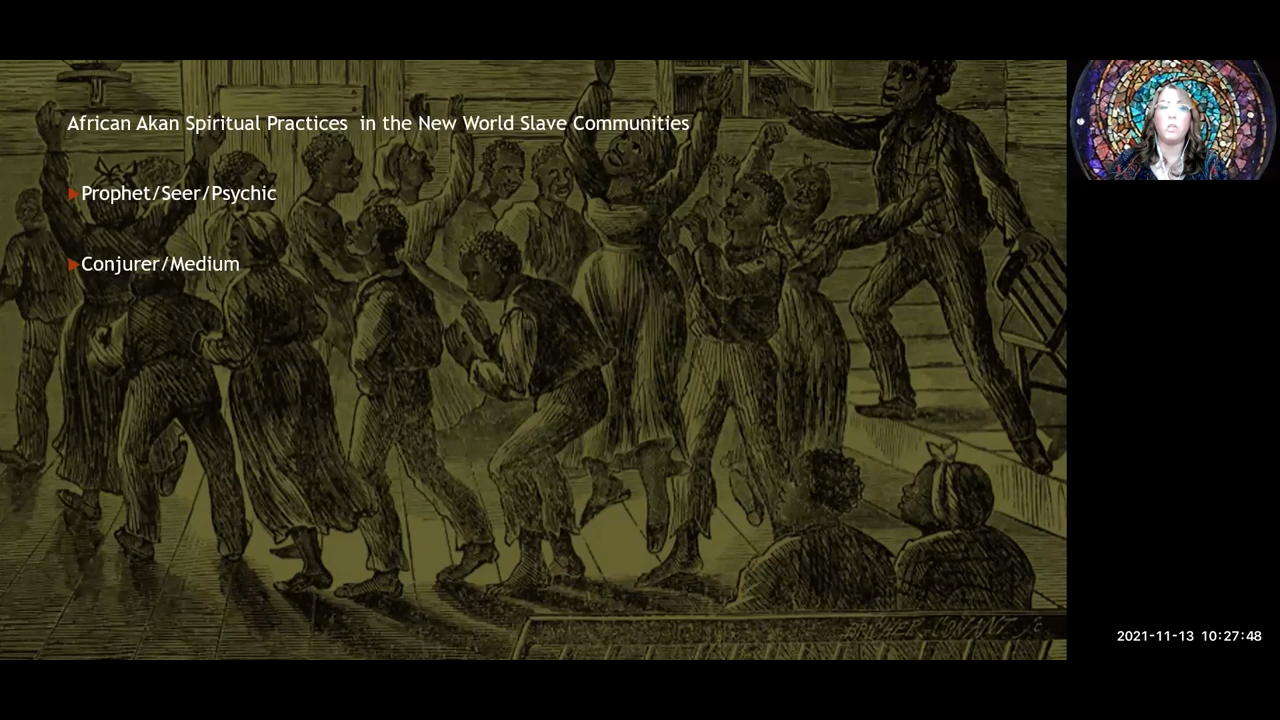 African Akan Spiritual Practices  in the New World Slave Communities
Prophet/Seer/Psychic
Conjurer/Medium
2021-11-13 10:27:48